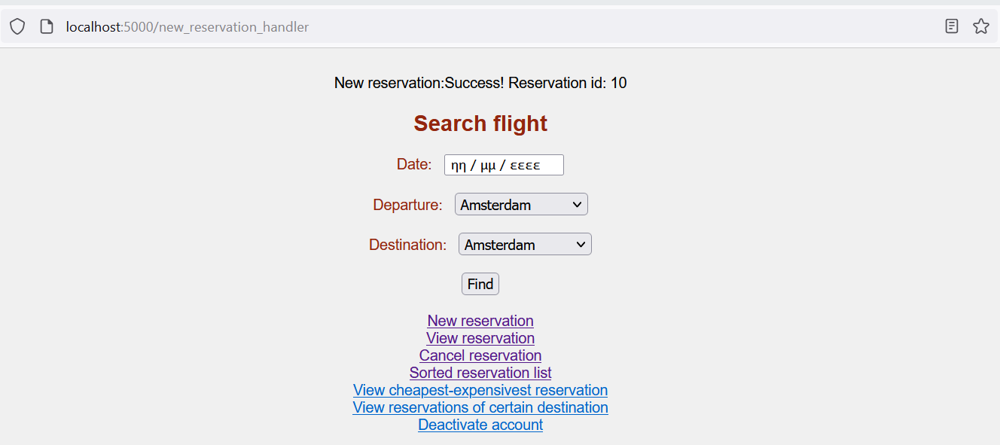 localhost:5000/new_reservation_handler
New reservation:Success! Reservation id: 10
Search flight
Date: ηη / μμ / εεεε
Departure: Amsterdam
Destination: Amsterdam
Find
New reservation
View reservation
Cancel reservation
Sorted reservation list
View cheapest-expensivest reservation
View reservations of certain destination
Deactivate account